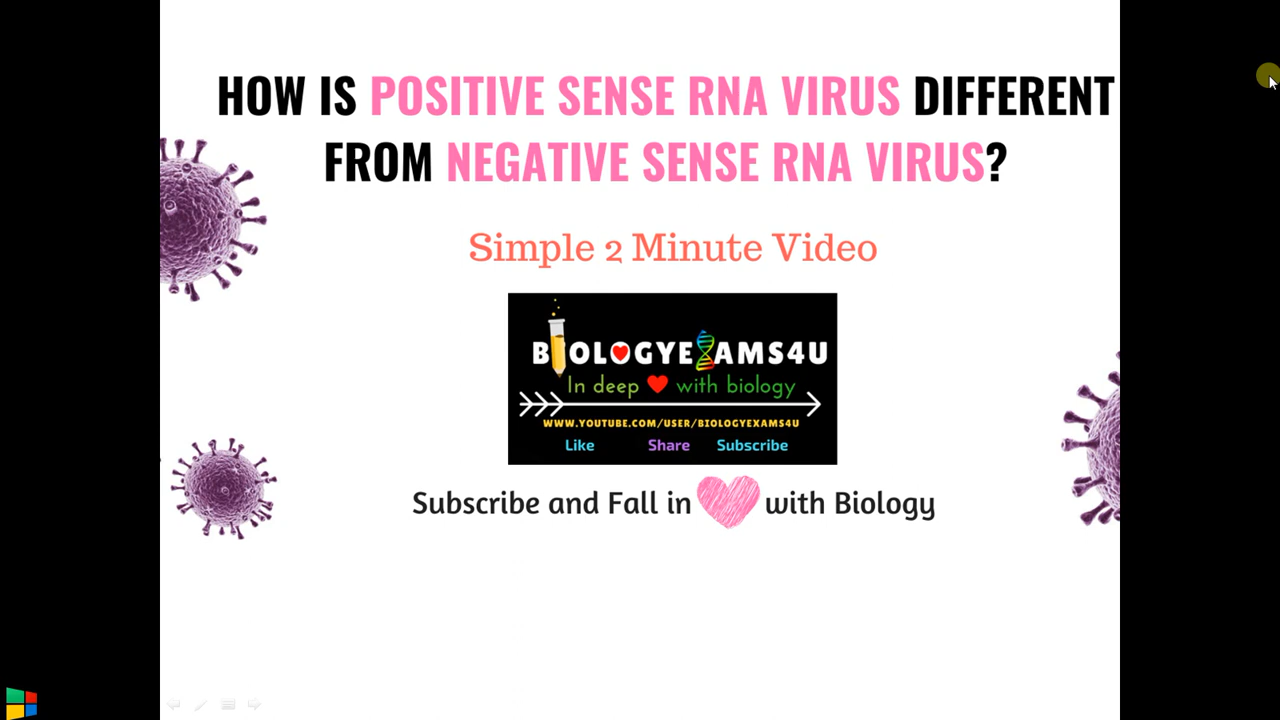 HOW IS POSITIVE SENSE RNA VIRUS DIFFERENT
FROM NEGATIVE SENSE RNA VIRUS?
Simple 2 Minute Video
BIOLOGYEXAMS4U
In deep with biology
WWW.YOUTUBE.COM/USER/BIOLOGYEXAMS4U
Like Share Subscribe
Subscribe and Fall in with Biology